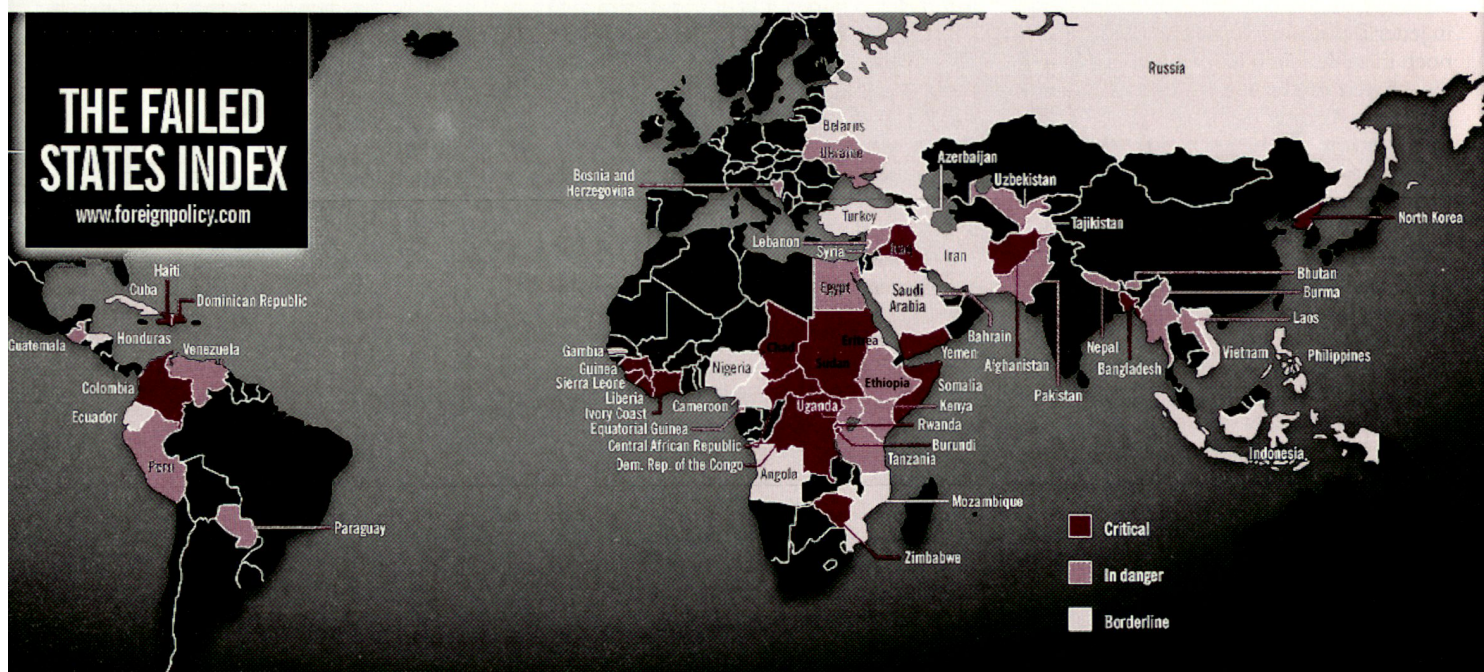 THE FAILED
STATES INDEX
www.foreignpolicy.com
Russia
Belarus
Ukraine
Bosnia and
Herzegovina
Azerbaijan
Uzbekistan
Turkey
Tajikistan
North Korea
Lebanon
Syria
Iraq
Iran
Haiti
Cuba
Dominican Republic
Egypt
Saudi
Arabia
Bhutan
Burma
Laos
Guatemala
Honduras
Venezuela
Gambia
Guinea
Sierra Leore
Liberia
Ivory Coast
Nigeria
Chad
Sudan
Eritrea
Ethiopia
Bahrain
Yemen
Afghanistan
Nepal
Bangladesh
Vietnam
Philippines
Pakistan
Colombia
Ecuador
Peru
Cameroon
Equatorial Guinea
Central African Republic
Dem. Rep. of the Congo
Uganda
Somalia
Kenya
Rwanda
Burundi
Tanzania
Angola
Indonesia
Mozambique
Paraguay
Zimbabwe
Critical
In danger
Borderline